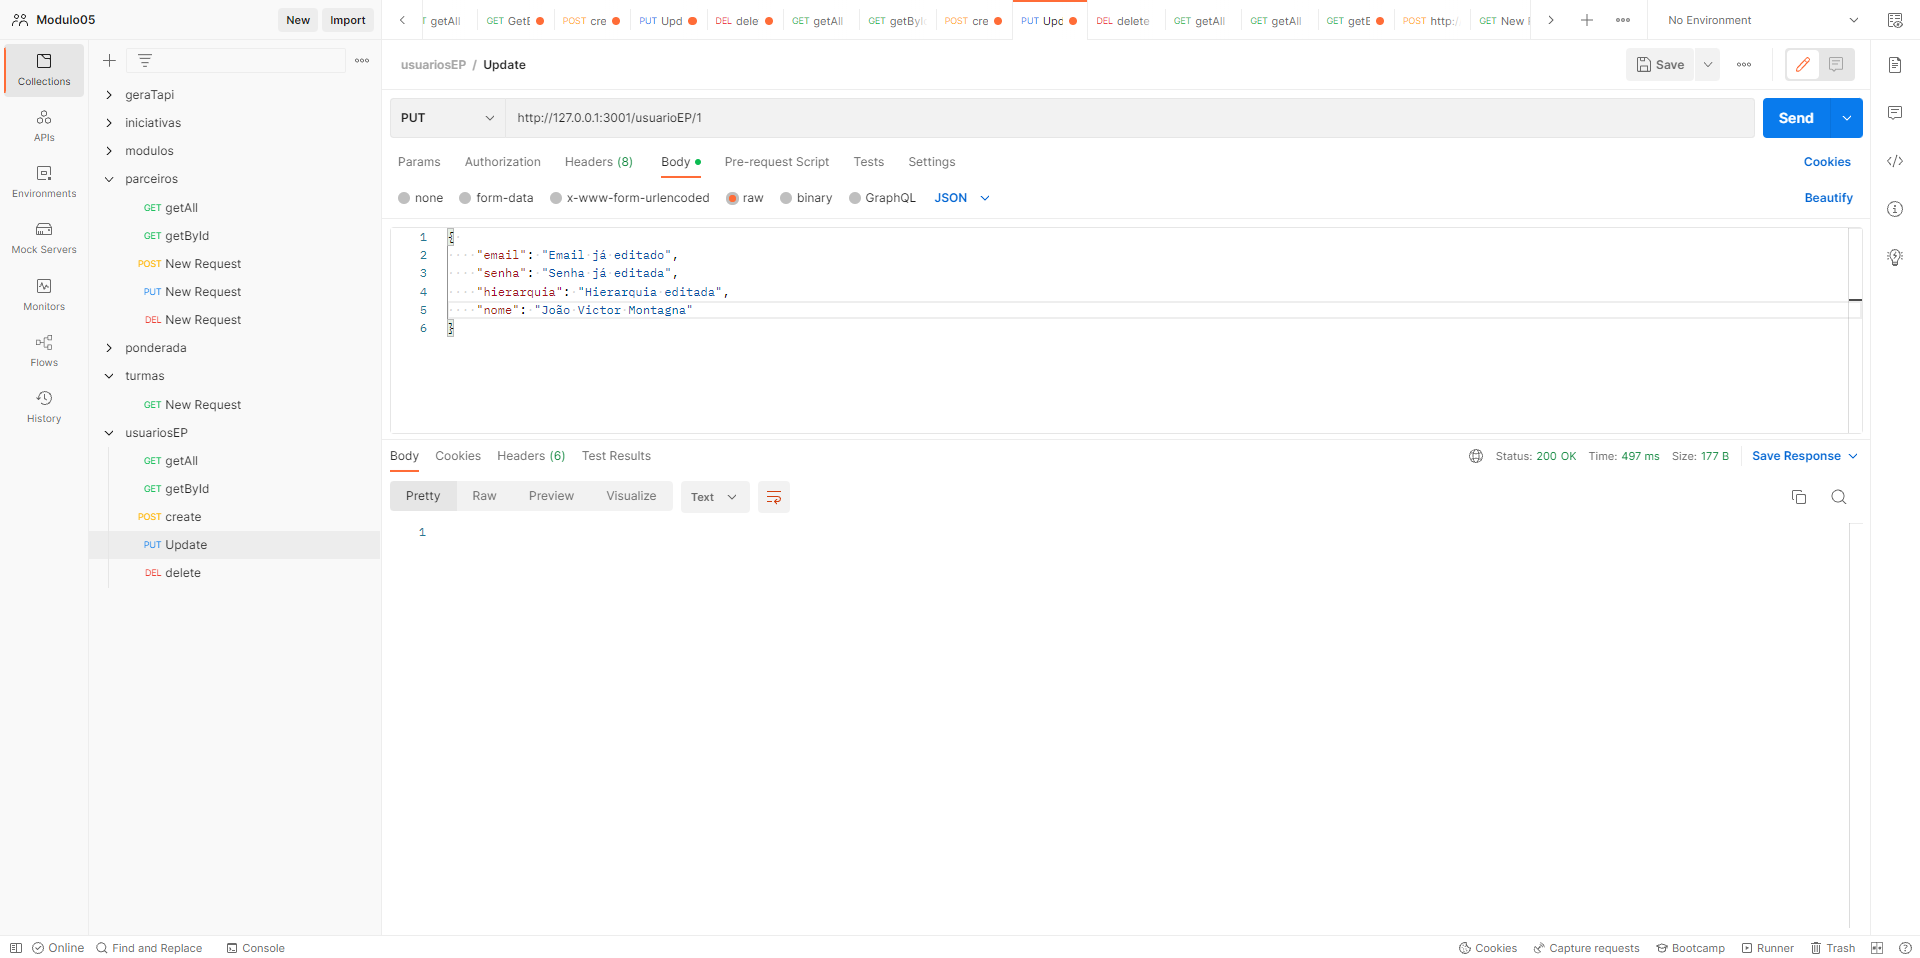 Modulo05
New Import
getAll
GET GetE
POST cre
PUT Upd
DEL dele
GET getAll
GET getById
POST cre
PUT Upd
DEL delete
GET getAll
GET getAll
GET getE
POST http:/
GET New
No Environment
Collections
APIs
Environments
Mock Servers
Monitors
Flows
History
geraTapi
iniciativas
modulos
parceiros
GET getAll
GET getById
POST New Request
PUT New Request
DEL New Request
ponderada
turmas
GET New Request
usuariosEP
GET getAll
GET getById
POST create
PUT Update
DEL delete
usuariosEP / Update
Save
PUT http://127.0.0.1:3001/usuarioEP/1
Send
Params Authorization Headers (8) Body Pre-request Script Tests Settings
Cookies
none form-data x-www-form-urlencoded raw binary GraphQL JSON
Beautify
1 {
2 "email": "Email já editado",
3 "senha": "Senha já editada",
4 "hierarquia": "Hierarquia editada",
5 "nome": "João Victor Montagna"
6 }
Body Cookies Headers (6) Test Results
Status: 200 OK Time: 497 ms Size: 177 B
Save Response
Pretty Raw Preview Visualize Text
1
Online Find and Replace Console
Cookies Capture requests Bootcamp Runner Trash